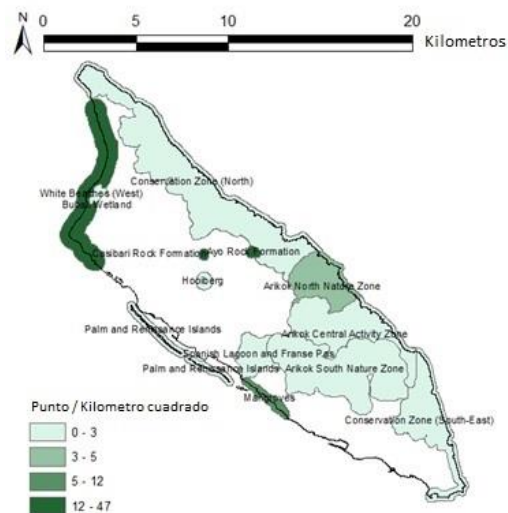 N
0 5 10 20
Kilometros
White Beaches (West)
Conservation Zone (North)
Bubali Wetland
Casibari Rock Formation
Ayo Rock Formation
Hooiberg
Arikok North Nature Zone
Palm and Renaissance Islands
Arikok Central Activity Zone
Spanish Lagoon and Franse Pas
Palm and Renaissance Islands
Arikok South Nature Zone
Mangroves
Conservation Zone (South-East)
Punto / Kilometro cuadrado
0 - 3
3 - 5
5 - 12
12 - 47